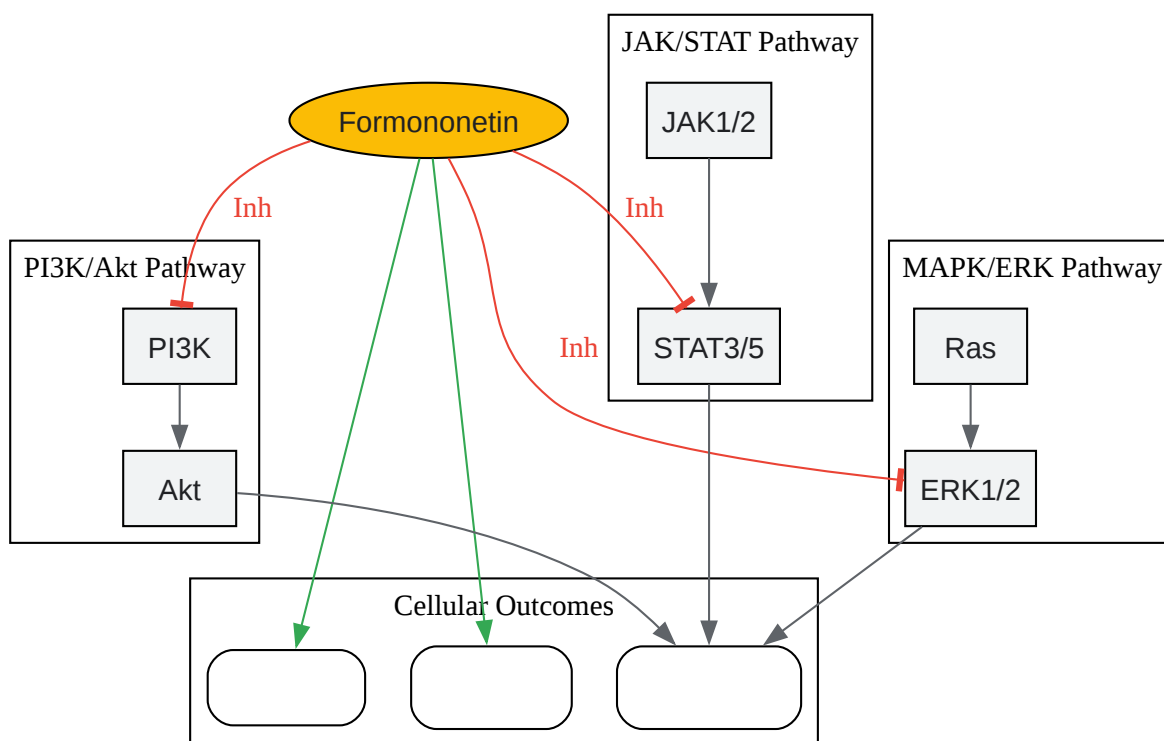 JAK/STAT Pathway
Formononetin
JAK1/2
Inh
Inh
PI3K/Akt Pathway
MAPK/ERK Pathway
PI3K
Inh
STAT3/5
Ras
Akt
ERK1/2
Cellular Outcomes